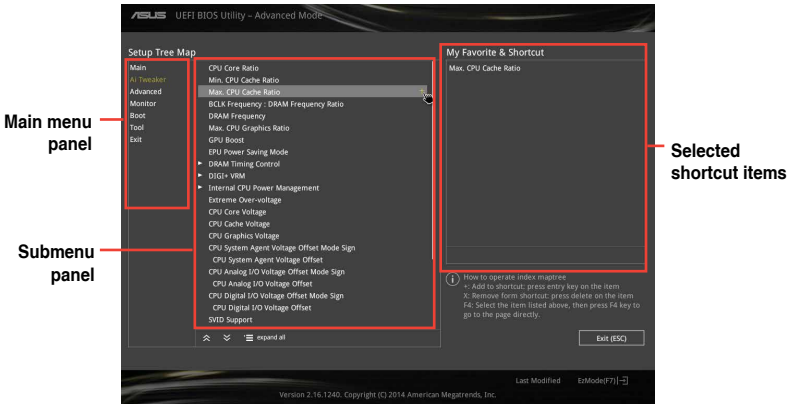 ASUS UEFI BIOS Utility – Advanced Mode
Setup Tree Map
Main
Ai Tweaker
Advanced
Monitor
Boot
Tool
Exit
CPU Core Ratio
Min. CPU Cache Ratio
Max. CPU Cache Ratio +
BCLK Frequency : DRAM Frequency Ratio
DRAM Frequency
Max. CPU Graphics Ratio
GPU Boost
EPU Power Saving Mode
DRAM Timing Control
DIGI+ VRM
Internal CPU Power Management
Extreme Over-voltage
CPU Core Voltage
CPU Cache Voltage
CPU Graphics Voltage
CPU System Agent Voltage Offset Mode Sign
CPU System Agent Voltage Offset
CPU Analog I/O Voltage Offset Mode Sign
CPU Analog I/O Voltage Offset
CPU Digital I/O Voltage Offset Mode Sign
CPU Digital I/O Voltage Offset
SVID Support
expand all
My Favorite & Shortcut
Max. CPU Cache Ratio
How to operate index maptree
+: Add to shortcut: press entry key on the item
X: Remove form shortcut: press delete on the item
F4: Select the item listed above, then press F4 key to
go to the page directly.
Exit (ESC)
Last Modified
EzMode(F7)
Version 2.16.1240. Copyright (C) 2014 American Megatrends, Inc.
Main menu
panel
Submenu
panel
Selected
shortcut items